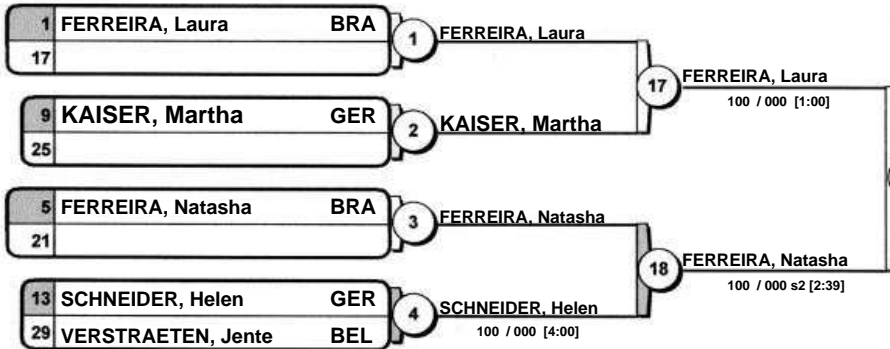 1 FERREIRA, Laura BRA
17
1 FERREIRA, Laura
9 KAISER, Martha GER
25
2 KAISER, Martha
17 FERREIRA, Laura
100 / 000 [1:00]
5 FERREIRA, Natasha BRA
21
3 FERREIRA, Natasha
13 SCHNEIDER, Helen GER
29 VERSTRAETEN, Jente BEL
4 SCHNEIDER, Helen
100 / 000 [4:00]
18 FERREIRA, Natasha
100 / 000 s2 [2:39]